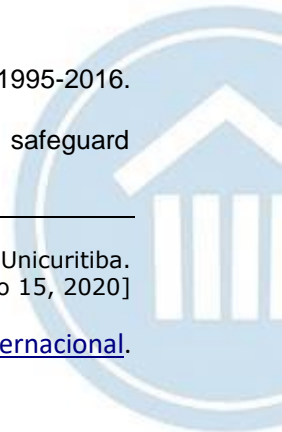 1995-2016.
safeguard
Unicuritiba.
o 15, 2020]
ernacional.